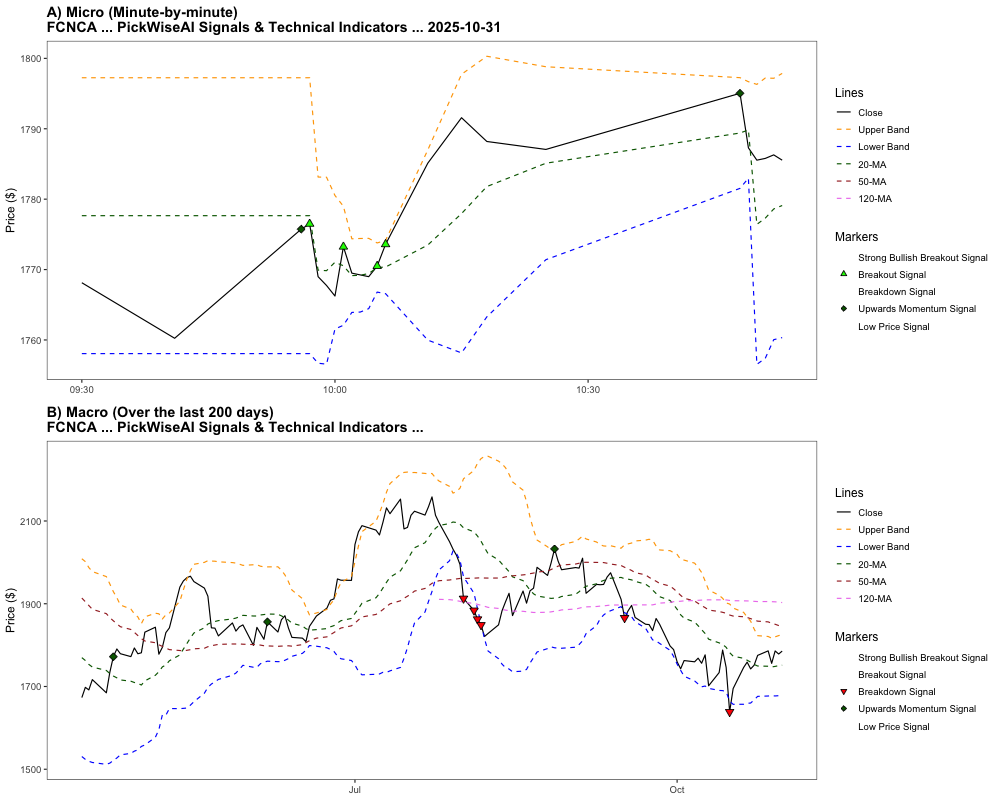 A) Micro (Minute-by-minute)
FCNCA ... PickWiseAI Signals & Technical Indicators ... 2025-10-31
Price ($)
1800
1790
1780
1770
1760
09:30
10:00
10:30
Lines
Close
Upper Band
Lower Band
20-MA
50-MA
120-MA
Markers
Strong Bullish Breakout Signal
Breakout Signal
Breakdown Signal
Upwards Momentum Signal
Low Price Signal
B) Macro (Over the last 200 days)
FCNCA ... PickWiseAI Signals & Technical Indicators ...
Price ($)
2100
1900
1700
1500
Jul
Oct
Lines
Close
Upper Band
Lower Band
20-MA
50-MA
120-MA
Markers
Strong Bullish Breakout Signal
Breakout Signal
Breakdown Signal
Upwards Momentum Signal
Low Price Signal